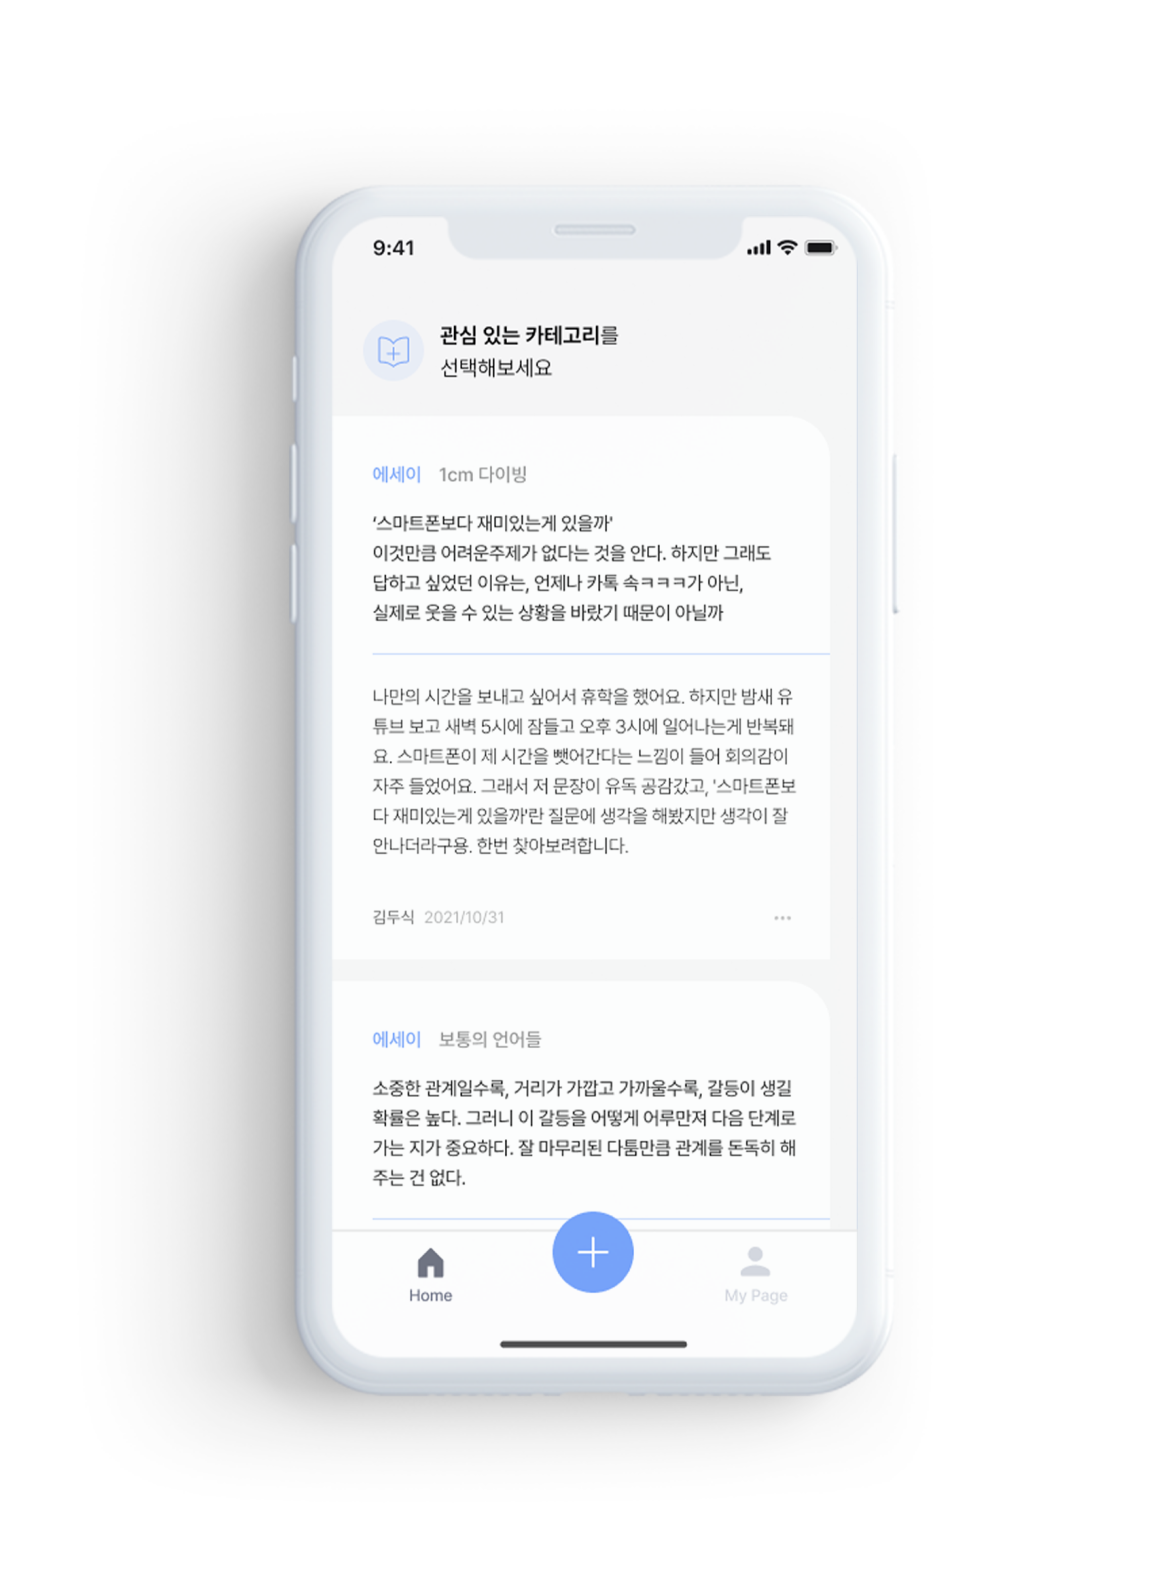 9:41
관심 있는 카테고리를
선택해보세요
에세이 1cm 다이빙
‘스마트폰보다 재미있는게 있을까'
이것만큼 어려운주제가 없다는 것을 안다. 하지만 그래도
답하고 싶었던 이유는, 언제나 카톡 속ㅋㅋㅋ가 아닌,
실제로 웃을 수 있는 상황을 바랐기 때문이 아닐까
나만의 시간을 보내고 싶어서 휴학을 했어요. 하지만 밤새 유
튜브 보고 새벽 5시에 잠들고 오후 3시에 일어나는게 반복돼
요. 스마트폰이 제 시간을 뺏어간다는 느낌이 들어 회의감이
자주 들었어요. 그래서 저 문장이 유독 공감갔고, '스마트폰보
다 재미있는게 있을까'란 질문에 생각을 해봤지만 생각이 잘
안나더라구용. 한번 찾아보려합니다.
김두식 2021/10/31
에세이 보통의 언어들
소중한 관계일수록, 거리가 가깝고 가까울수록, 갈등이 생길
확률은 높다. 그러니 이 갈등을 어떻게 어루만져 다음 단계로
가는 지가 중요하다. 잘 마무리된 다툼만큼 관계를 돈독히 해
주는 건 없다.
Home
My Page